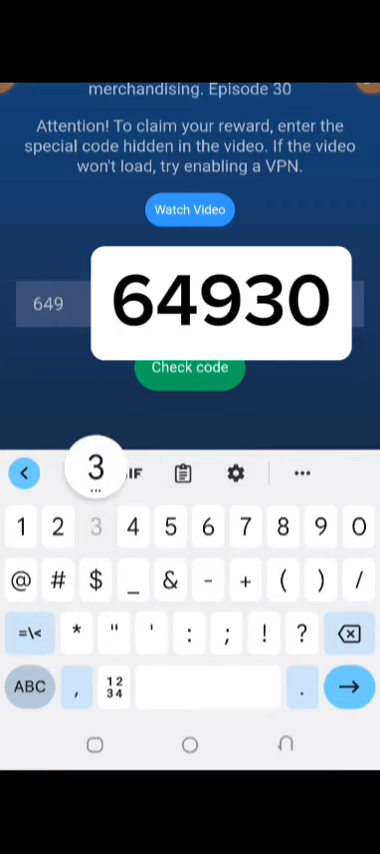 merchandising. Episode 30
Attention! To claim your reward, enter the
special code hidden in the video. If the video
won't load, try enabling a VPN.
Watch Video
649
64930
Check code
3
...
IF
1 2 3 4 5 6 7 8 9 0
@ # $ _ & - + ( ) /
=\< * " ' : ; ! ?
ABC , 12 34 .